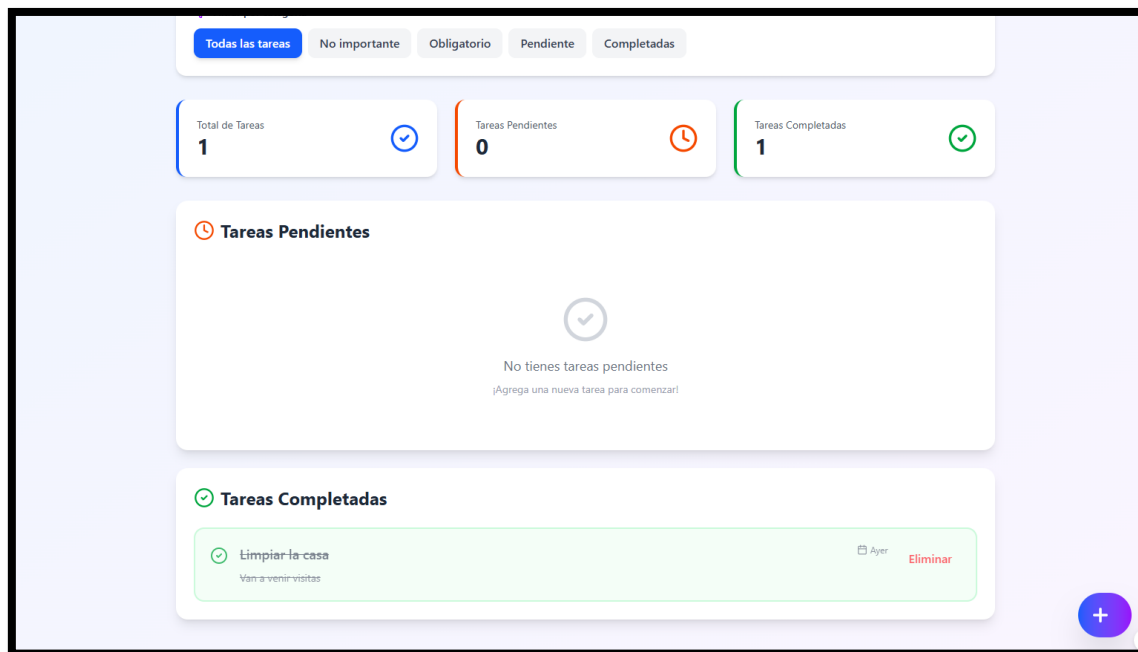 Todas las tareas
No importante
Obligatorio
Pendiente
Completadas
Total de Tareas
1
Tareas Pendientes
0
Tareas Completadas
1
Tareas Pendientes
No tienes tareas pendientes
¡Agrega una nueva tarea para comenzar!
Tareas Completadas
Limpiar la casa
Ayer
Eliminar
Van a venir visitas